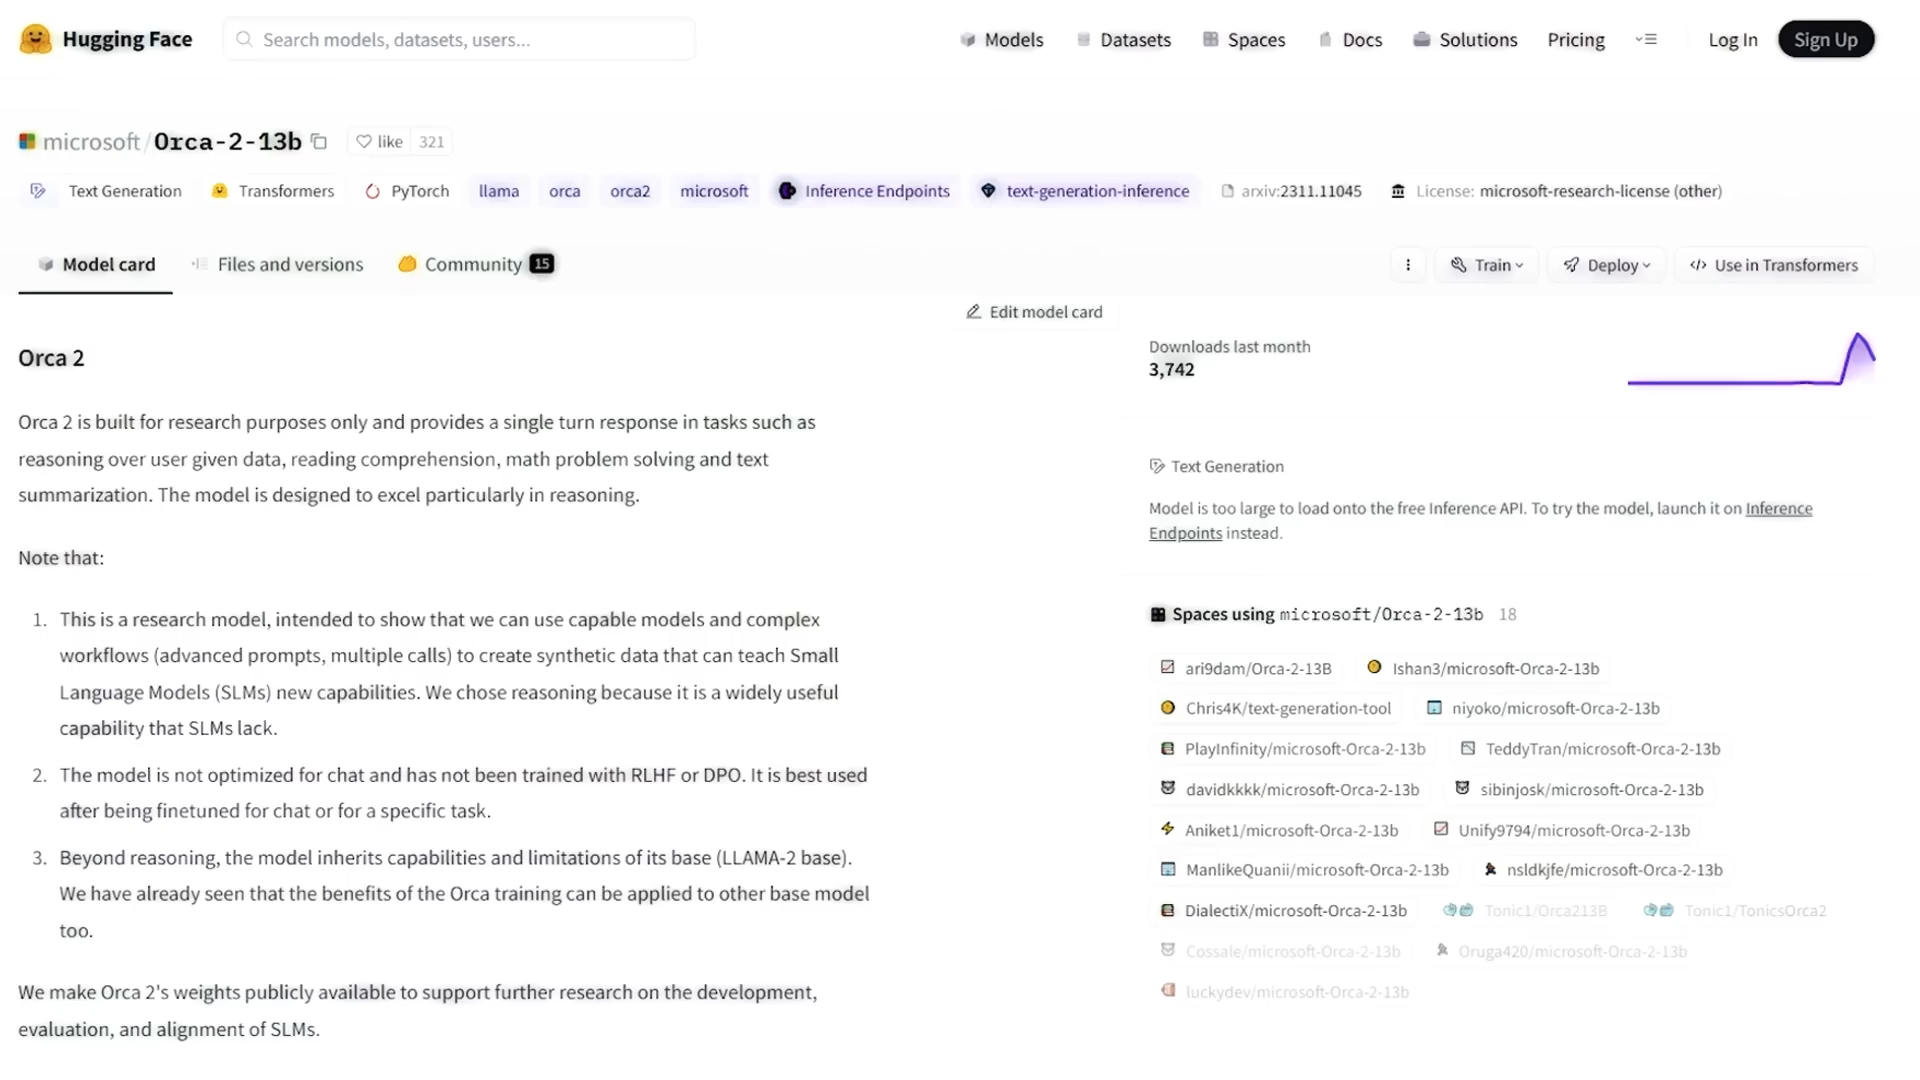 Hugging Face
Search models, datasets, users...
Models
Datasets
Spaces
Docs
Solutions
Pricing
Log In
Sign Up
microsoft/Orca-2-13b
like 321
Text Generation
Transformers
PyTorch
llama
orca
orca2
microsoft
Inference Endpoints
text-generation-inference
arxiv:2311.11045
License: microsoft-research-license (other)
Model card
Files and versions
Community 15
Train
Deploy
Use in Transformers
Edit model card
Orca 2
Orca 2 is built for research purposes only and provides a single turn response in tasks such as
reasoning over user given data, reading comprehension, math problem solving and text
summarization. The model is designed to excel particularly in reasoning.
Note that:
1. This is a research model, intended to show that we can use capable models and complex
workflows (advanced prompts, multiple calls) to create synthetic data that can teach Small
Language Models (SLMs) new capabilities. We chose reasoning because it is a widely useful
capability that SLMs lack.
2. The model is not optimized for chat and has not been trained with RLHF or DPO. It is best used
after being finetuned for chat or for a specific task.
3. Beyond reasoning, the model inherits capabilities and limitations of its base (LLAMA-2 base).
We have already seen that the benefits of the Orca training can be applied to other base model
too.
We make Orca 2's weights publicly available to support further research on the development,
evaluation, and alignment of SLMs.
Downloads last month
3,742
Text Generation
Model is too large to load onto the free Inference API. To try the model, launch it on Inference
Endpoints instead.
Spaces using microsoft/Orca-2-13b 18
ari9dam/Orca-2-13B
Ishan3/microsoft-Orca-2-13b
Chris4K/text-generation-tool
niyoko/microsoft-Orca-2-13b
PlayInfinity/microsoft-Orca-2-13b
TeddyTran/microsoft-Orca-2-13b
davidkkkk/microsoft-Orca-2-13b
sibinjosk/microsoft-Orca-2-13b
Aniket1/microsoft-Orca-2-13b
Unify9794/microsoft-Orca-2-13b
ManlikeQuanii/microsoft-Orca-2-13b
nsldkjfe/microsoft-Orca-2-13b
DialectiX/microsoft-Orca-2-13b
Tonic1/Orca213B
Tonic1/TonicsOrca2
Cossale/microsoft-Orca-2-13b
Oruga420/microsoft-Orca-2-13b
luckydev/microsoft-Orca-2-13b